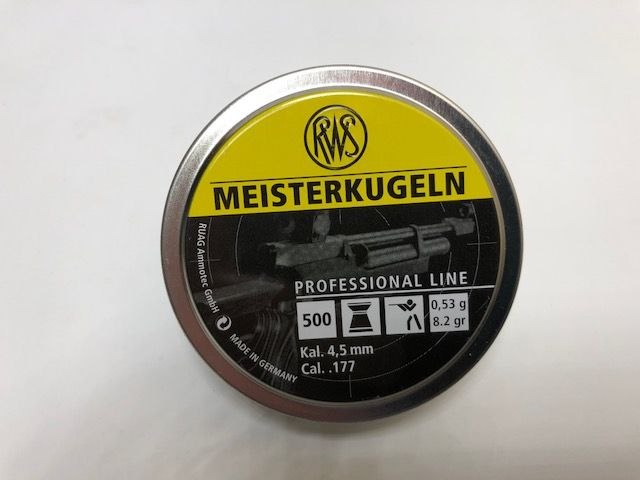 RWS
MEISTERKUGELN
PROFESSIONAL LINE
500
0,53 g
8.2 gr
Kal. 4,5 mm
Cal. .177
RUAG Ammotec GmbH
MADE IN GERMANY